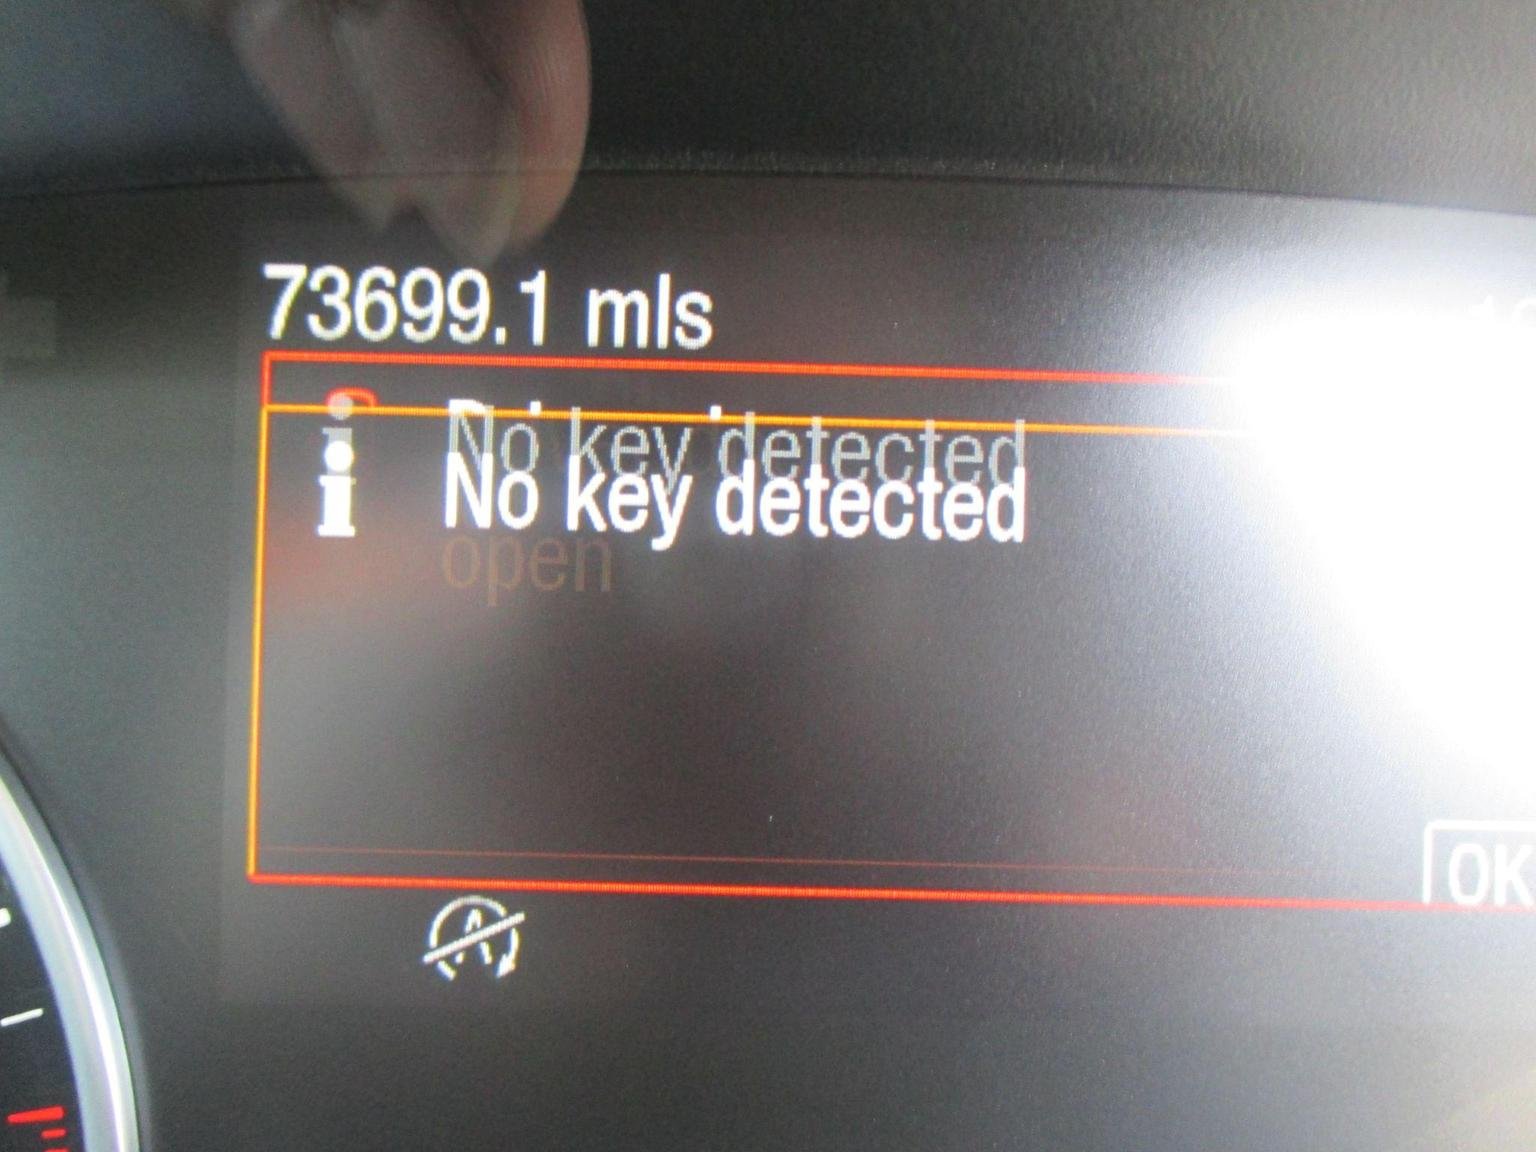 73699.1 mls
No key detected
No key detected
open
OK